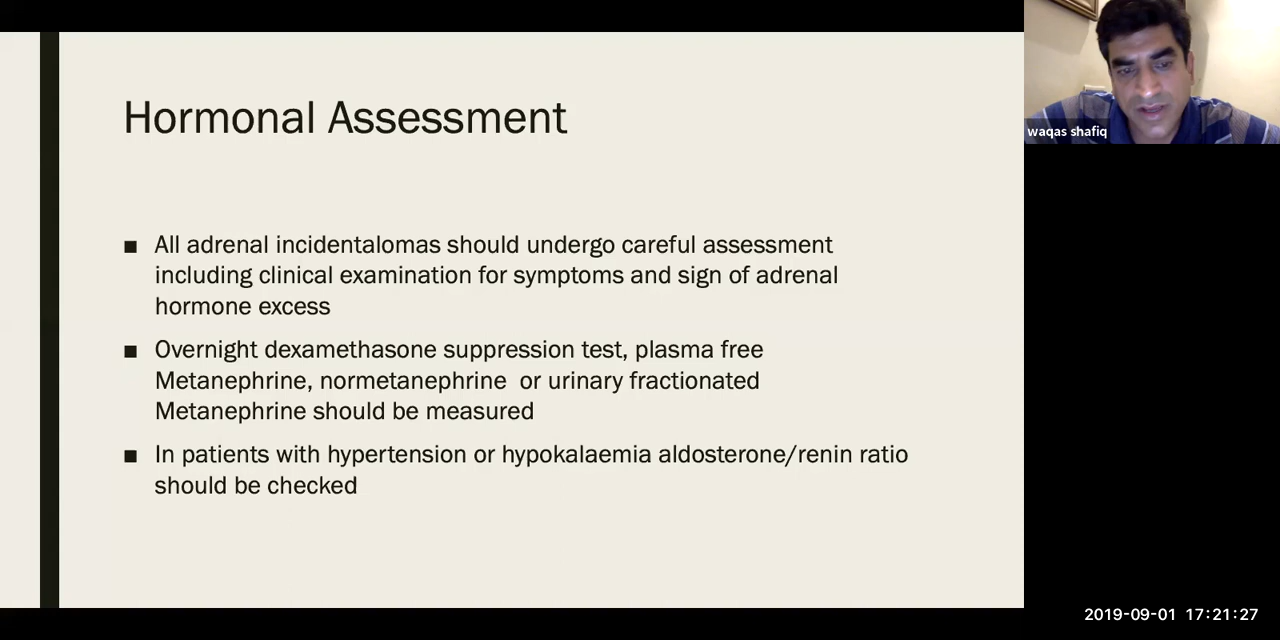 Hormonal Assessment
■ All adrenal incidentalomas should undergo careful assessment
including clinical examination for symptoms and sign of adrenal
hormone excess
■ Overnight dexamethasone suppression test, plasma free
Metanephrine, normetanephrine  or urinary fractionated
Metanephrine should be measured
■ In patients with hypertension or hypokalaemia aldosterone/renin ratio
should be checked
waqas shafiq
2019-09-01 17:21:27